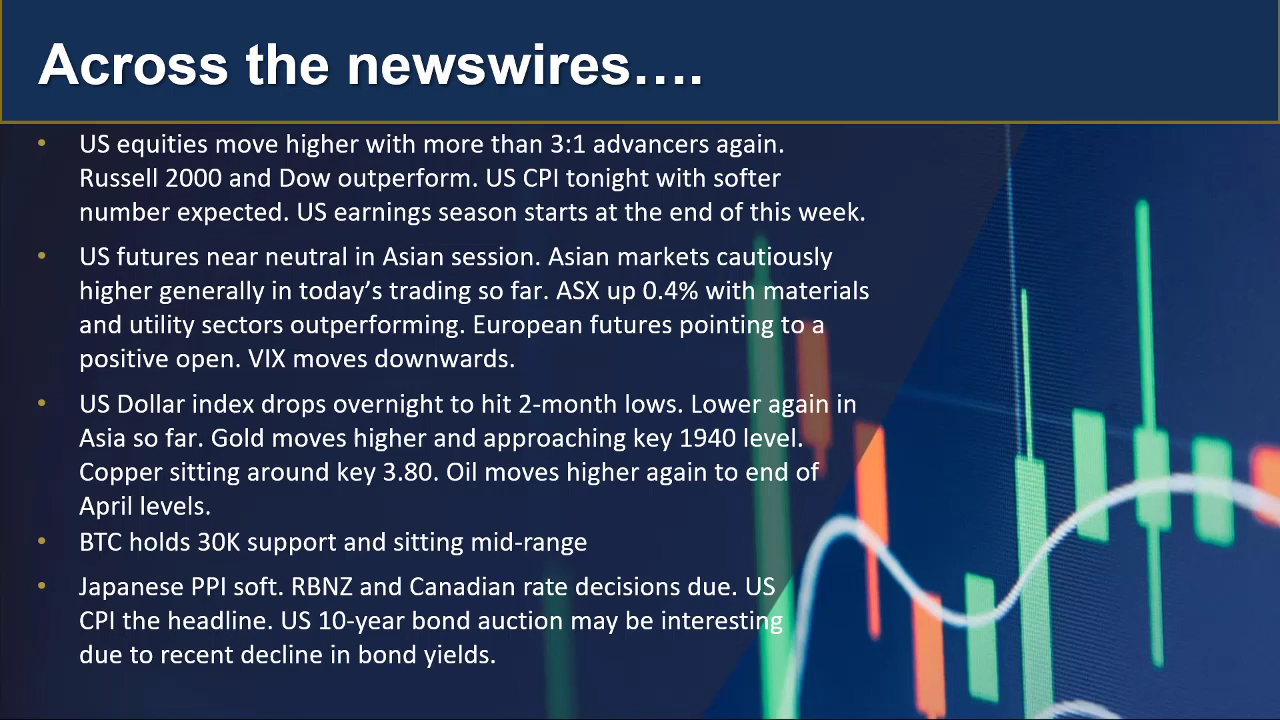 Across the newswires….
• US equities move higher with more than 3:1 advancers again.
Russell 2000 and Dow outperform. US CPI tonight with softer
number expected. US earnings season starts at the end of this week.
• US futures near neutral in Asian session. Asian markets cautiously
higher generally in today’s trading so far. ASX up 0.4% with materials
and utility sectors outperforming. European futures pointing to a
positive open. VIX moves downwards.
• US Dollar index drops overnight to hit 2-month lows. Lower again in
Asia so far. Gold moves higher and approaching key 1940 level.
Copper sitting around key 3.80. Oil moves higher again to end of
April levels.
• BTC holds 30K support and sitting mid-range
• Japanese PPI soft. RBNZ and Canadian rate decisions due. US
CPI the headline. US 10-year bond auction may be interesting
due to recent decline in bond yields.